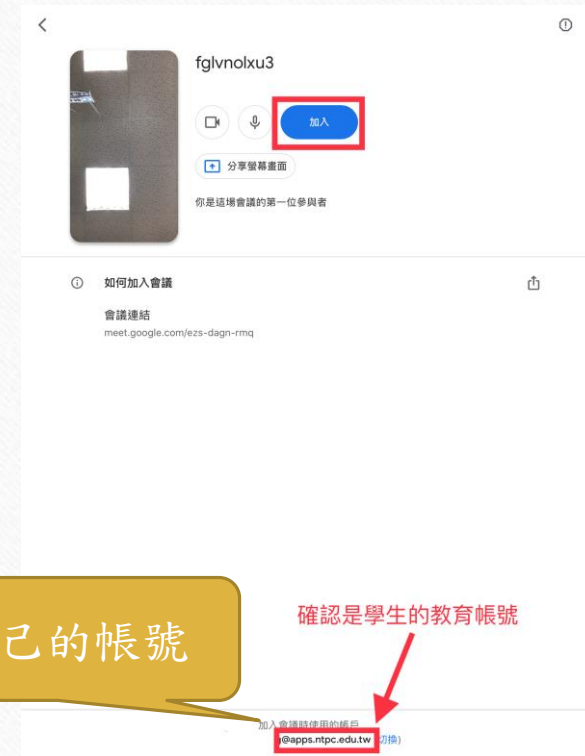 fglvnolxu3
加入
分享螢幕畫面
你是這場會議的第一位參與者
如何加入會議
會議連結
meet.google.com/ezs-dagn-rmq
己的帳號
確認是學生的教育帳號
加入會議時使用的帳戶
@apps.ntpc.edu.tw 切換)